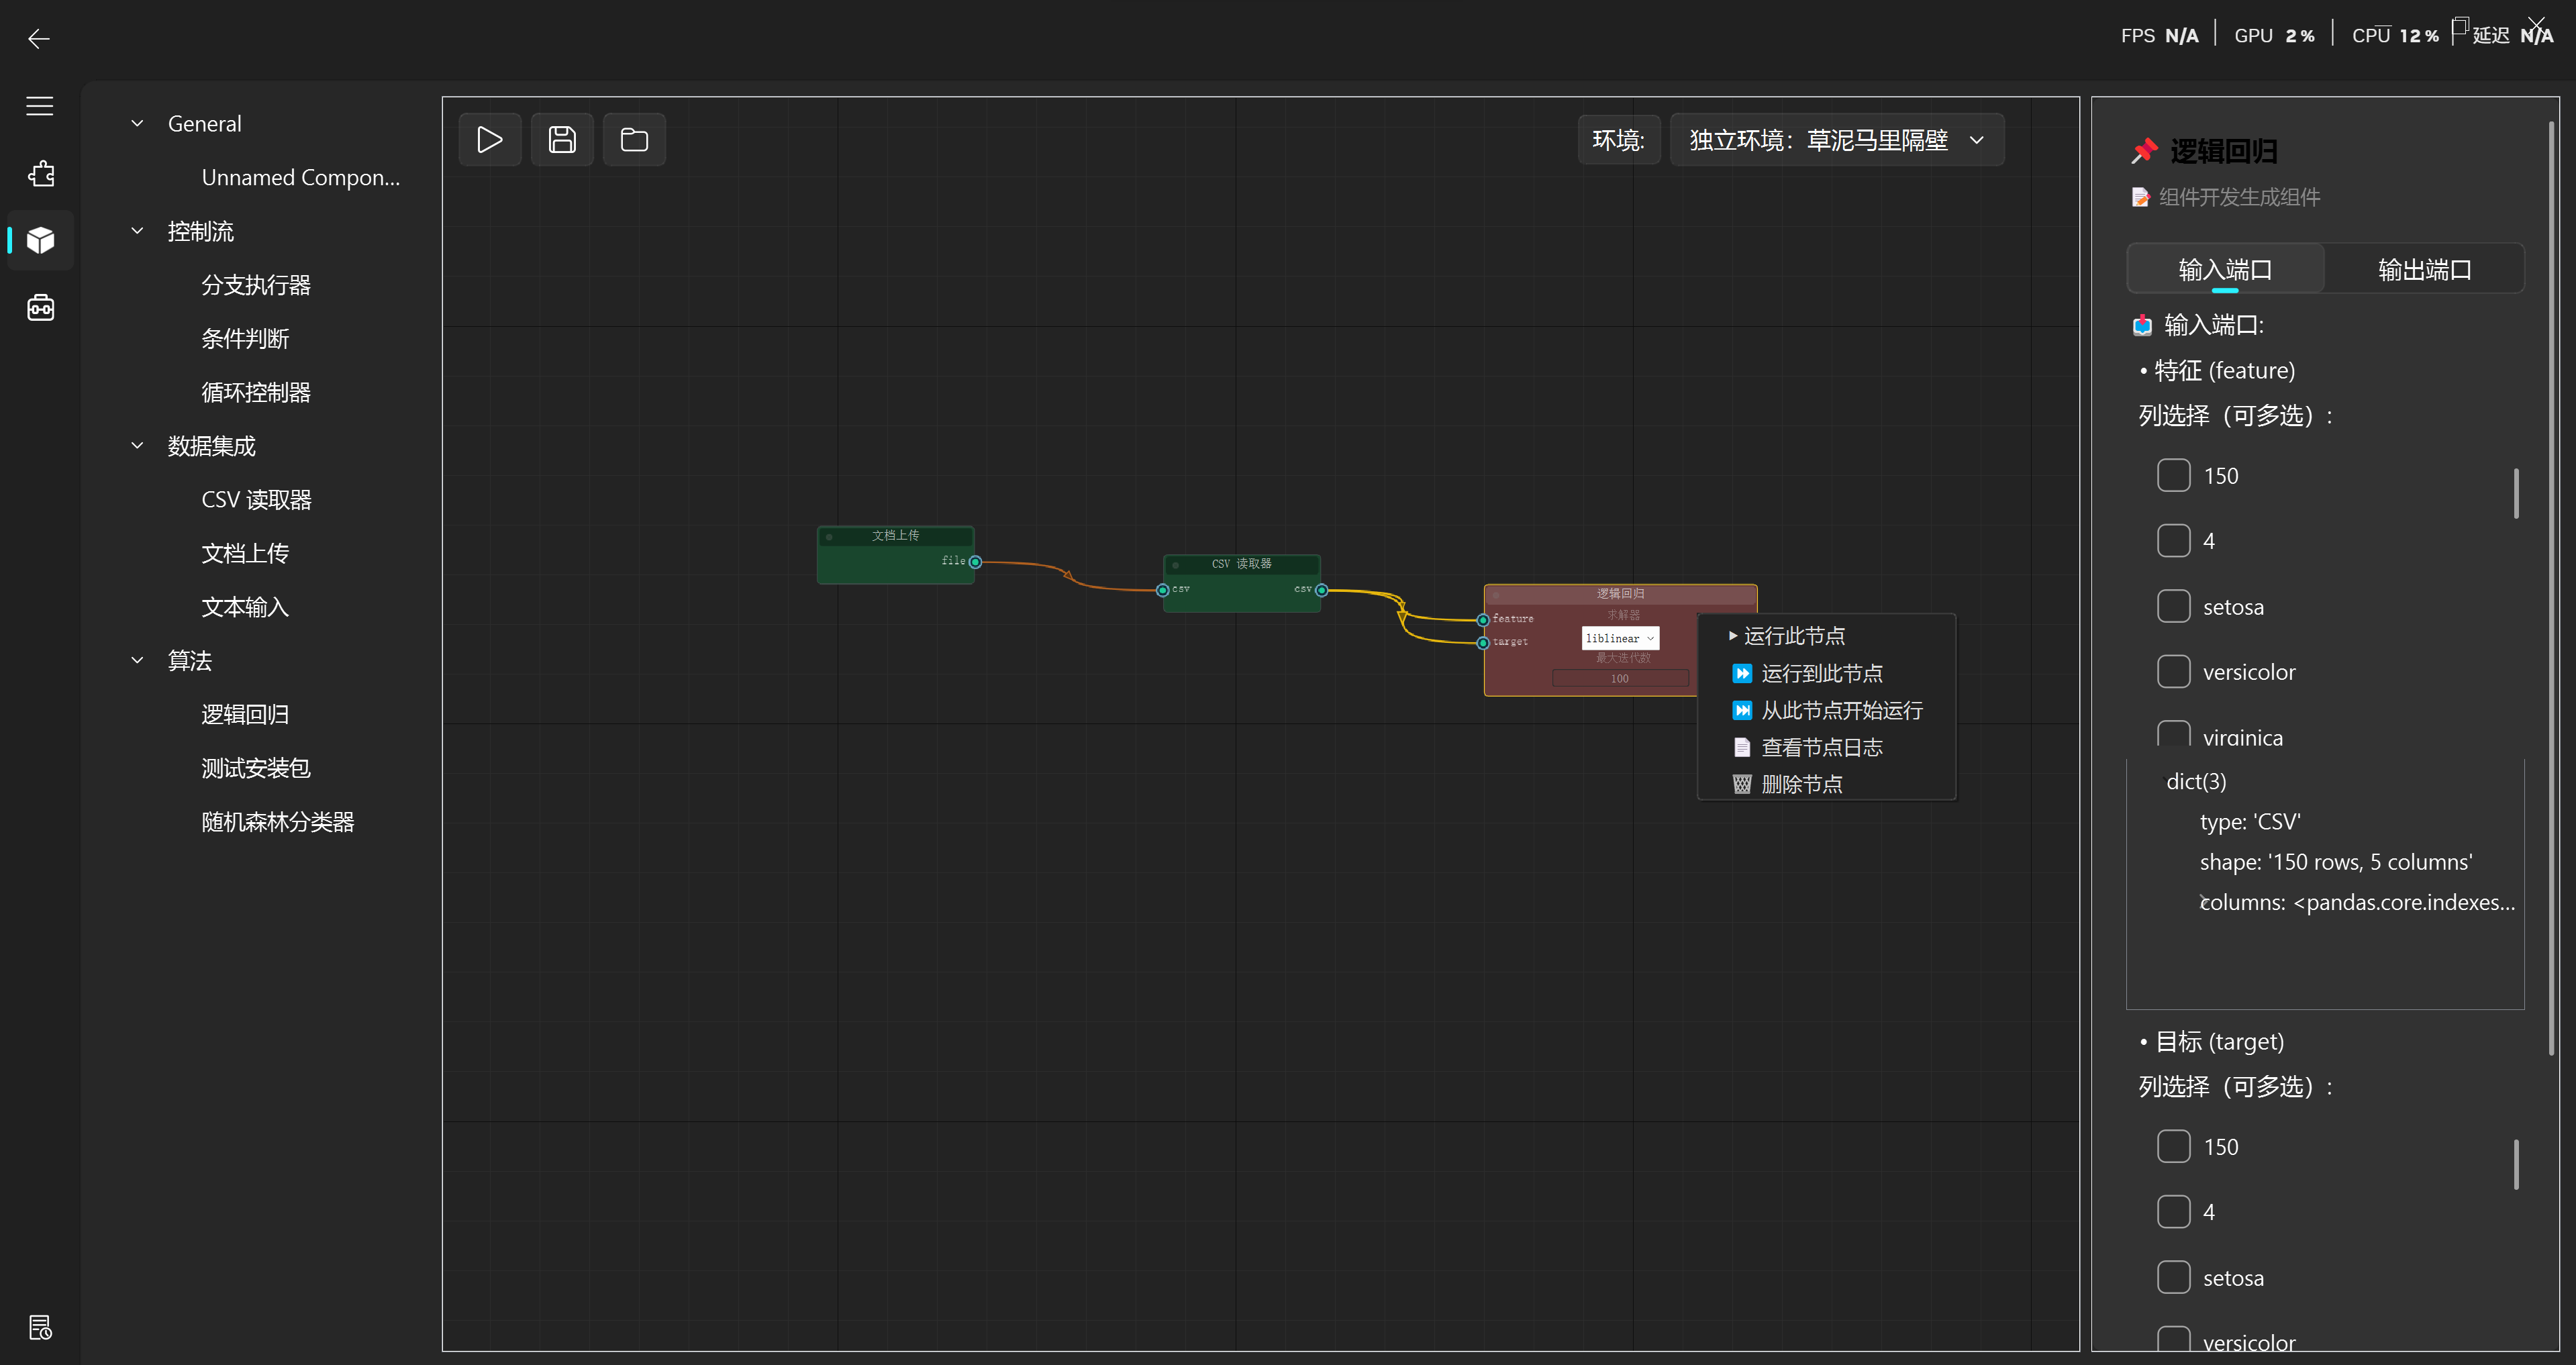 FPS N/A GPU 2 % CPU 12 % 延迟 N/A
General
Unnamed Compon...
控制流
分支执行器
条件判断
循环控制器
数据集成
CSV 读取器
文档上传
文本输入
算法
逻辑回归
测试安装包
随机森林分类器
环境:
独立环境：草泥马里隔壁
文档上传
file
CSV 读取器
csv
csv
逻辑回归
求解器
feature
liblinear
target
最大迭代数
100
运行此节点
运行到此节点
从此节点开始运行
查看节点日志
删除节点
逻辑回归
组件开发生成组件
输入端口
输出端口
输入端口:
• 特征 (feature)
列选择（可多选）:
150
4
setosa
versicolor
virginica
dict(3)
type: 'CSV'
shape: '150 rows, 5 columns'
columns: <pandas.core.indexes...
• 目标 (target)
列选择（可多选）:
150
4
setosa
versicolor